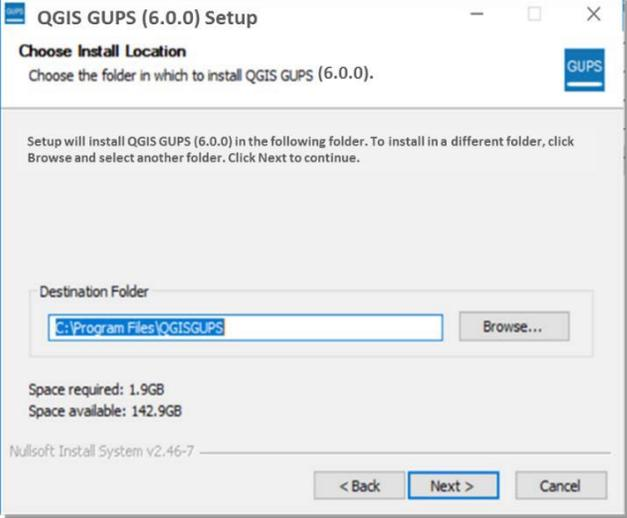 GUPS
QGIS GUPS (6.0.0) Setup
Choose Install Location
Choose the folder in which to install QGIS GUPS (6.0.0).
GUPS
Setup will install QGIS GUPS (6.0.0) in the following folder. To install in a different folder, click
Browse and select another folder. Click Next to continue.
Destination Folder
C:\Program Files\QGISGUPS
Browse...
Space required: 1.9GB
Space available: 142.9GB
Nullsoft Install System v2.46-7
< Back
Next >
Cancel